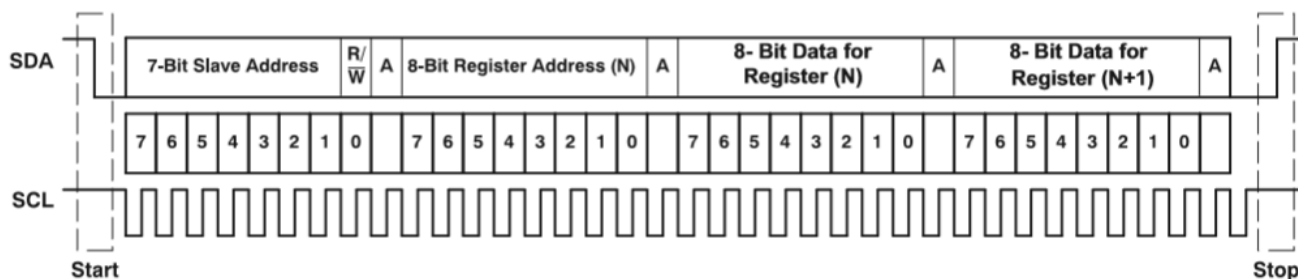 SDA
7-Bit Slave Address
R/
W
A
8-Bit Register Address (N)
A
8- Bit Data for
Register (N)
A
8- Bit Data for
Register (N+1)
A
7 6 5 4 3 2 1 0 7 6 5 4 3 2 1 0 7 6 5 4 3 2 1 0 7 6 5 4 3 2 1 0
SCL
Start
Stop